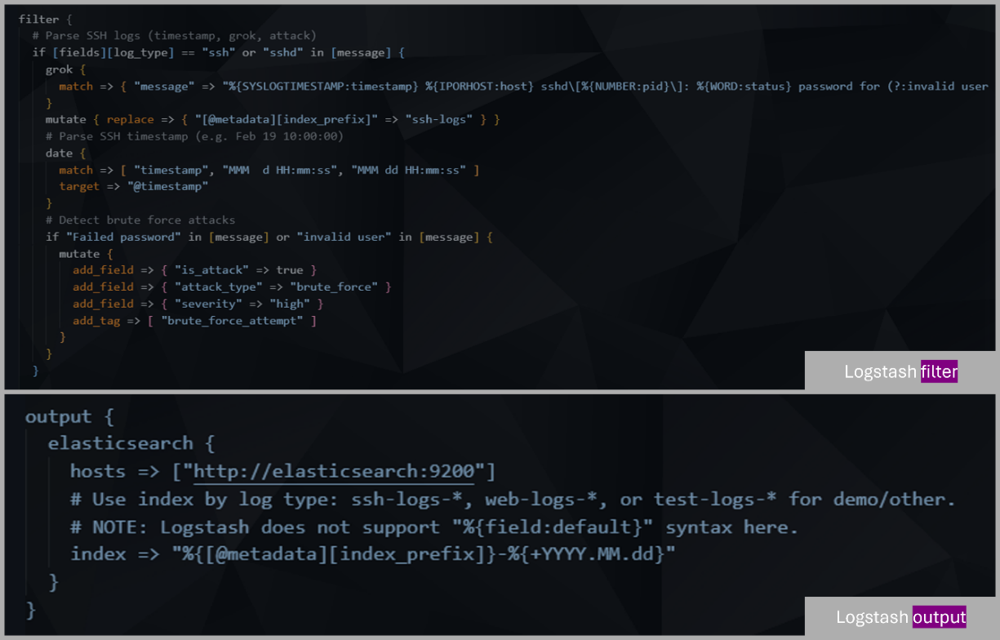 filter {
# Parse SSH logs (timestamp, grok, attack)
if [fields][log_type] == "ssh" or "sshd" in [message] {
grok {
match => { "message" => "%{SYSLOGTIMESTAMP:timestamp} %{IPORHOST:host} sshd\[%{NUMBER:pid}\]: %{WORD:status} password for (?:invalid user
}
mutate { replace => { "[@metadata][index_prefix]" => "ssh-logs" } }
# Parse SSH timestamp (e.g. Feb 19 10:00:00)
date {
match => [ "timestamp", "MMM  d HH:mm:ss", "MMM dd HH:mm:ss" ]
target => "@timestamp"
}
# Detect brute force attacks
if "Failed password" in [message] or "invalid user" in [message] {
mutate {
add_field => { "is_attack" => true }
add_field => { "attack_type" => "brute_force" }
add_field => { "severity" => "high" }
add_tag => [ "brute_force_attempt" ]
}
}
}
Logstash filter
output {
elasticsearch {
hosts => ["http://elasticsearch:9200"]
# Use index by log type: ssh-logs-*, web-logs-*, or test-logs-* for demo/other.
# NOTE: Logstash does not support "%{field:default}" syntax here.
index => "%{[@metadata][index_prefix]}-%{+YYYY.MM.dd}"
}
}
Logstash output